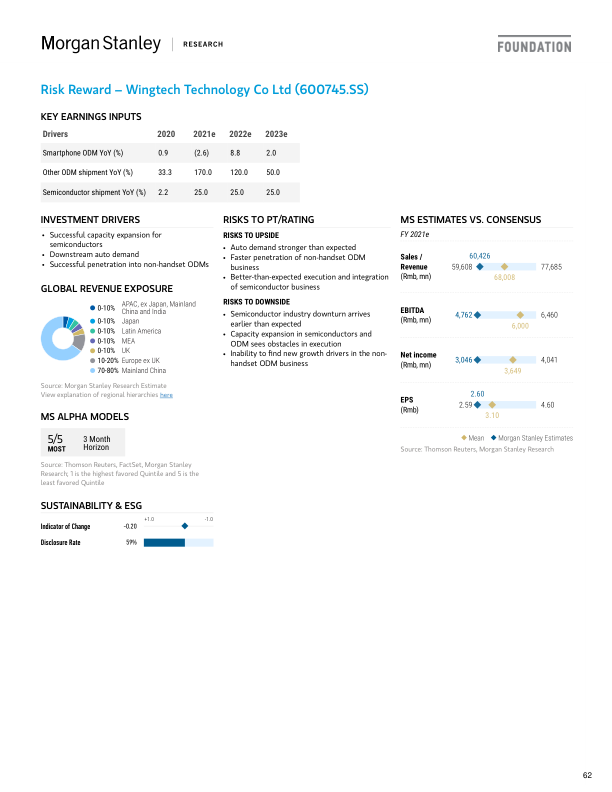 Morgan Stanley | RESEARCH
FOUNDATION
Risk Reward – Wingtech Technology Co Ltd (600745.SS)
KEY EARNINGS INPUTS
Drivers 2020 2021e 2022e 2023e
Smartphone ODM YoY (%) 0.9 (2.6) 8.8 2.0
Other ODM shipment YoY (%) 33.3 170.0 120.0 50.0
Semiconductor shipment YoY (%) 2.2 25.0 25.0 25.0
INVESTMENT DRIVERS
• Successful capacity expansion for
semiconductors
• Downstream auto demand
• Successful penetration into non-handset ODMs
GLOBAL REVENUE EXPOSURE
0-10% APAC, ex Japan, Mainland
China and India
0-10% Japan
0-10% Latin America
0-10% MEA
0-10% UK
10-20% Europe ex UK
70-80% Mainland China
Source: Morgan Stanley Research Estimate
View explanation of regional hierarchies here
MS ALPHA MODELS
5/5
MOST
3 Month
Horizon
Source: Thomson Reuters, FactSet, Morgan Stanley
Research; 1 is the highest favored Quintile and 5 is the
least favored Quintile
SUSTAINABILITY & ESG
+1.0 -1.0
Indicator of Change -0.20
Disclosure Rate 59%
RISKS TO PT/RATING
RISKS TO UPSIDE
• Auto demand stronger than expected
• Faster penetration of non-handset ODM
business
• Better-than-expected execution and integration
of semiconductor business
RISKS TO DOWNSIDE
• Semiconductor industry downturn arrives
earlier than expected
• Capacity expansion in semiconductors and
ODM sees obstacles in execution
• Inability to find new growth drivers in the non-
handset ODM business
MS ESTIMATES VS. CONSENSUS
FY 2021e
Sales /
Revenue
(Rmb, mn)
60,426
59,608 77,685
68,008
EBITDA
(Rmb, mn)
4,762 6,460
6,000
Net income
(Rmb, mn)
3,046 4,041
3,649
EPS
(Rmb)
2.60
2.59 4.60
3.10
Mean Morgan Stanley Estimates
Source: Thomson Reuters, Morgan Stanley Research
62